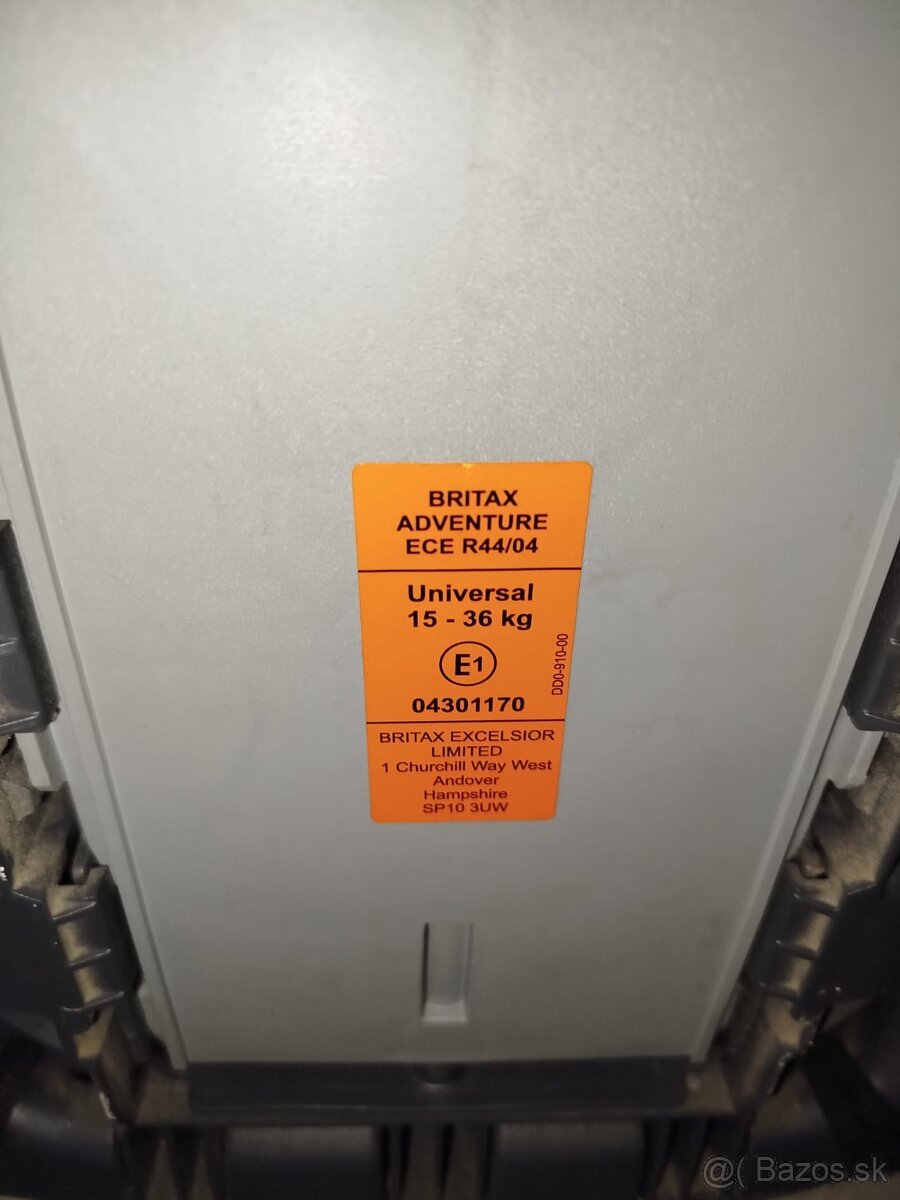 BRITAX
ADVENTURE
ECE R44/04
Universal
15 - 36 kg
E1
04301170
DD0-910-00
BRITAX EXCELSIOR
LIMITED
1 Churchill Way West
Andover
Hampshire
SP10 3UW
@( Bazos.sk